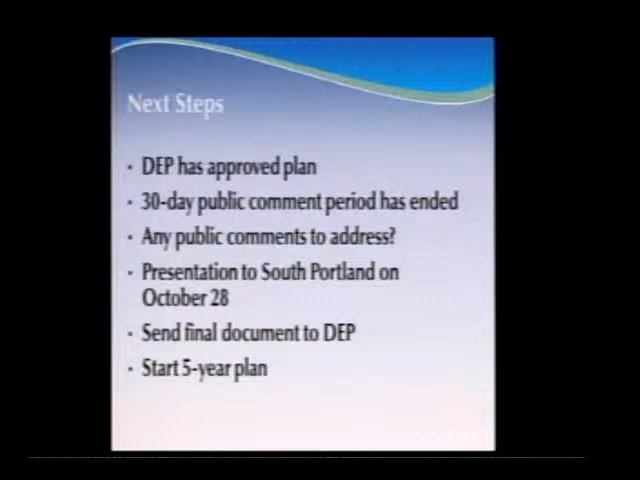 Next Steps
• DEP has approved plan
• 30-day public comment period has ended
• Any public comments to address?
• Presentation to South Portland on
October 28
• Send final document to DEP
• Start 5-year plan